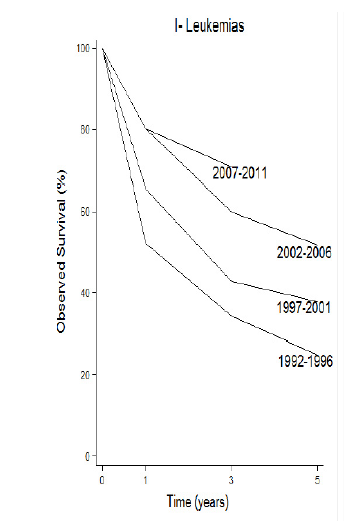 I- Leukemias
100
80
60
40
20
0
Observed Survival (%)
2007-2011
2002-2006
1997-2001
1992-1996
0 1 3 5
Time (years)